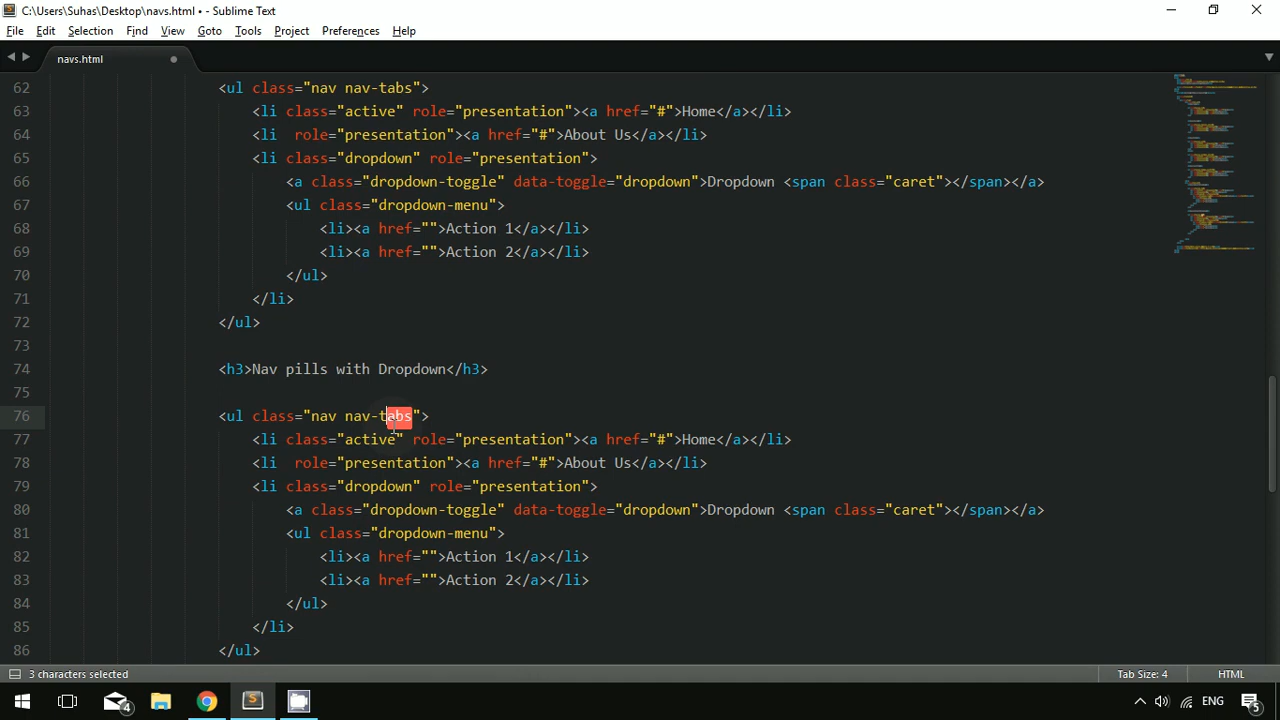 C:\Users\Suhas\Desktop\navs.html • - Sublime Text
File Edit Selection Find View Goto Tools Project Preferences Help
navs.html
62 <ul class="nav nav-tabs">
63 <li class="active" role="presentation"><a href="#">Home</a></li>
64 <li  role="presentation"><a href="#">About Us</a></li>
65 <li class="dropdown" role="presentation">
66 <a class="dropdown-toggle" data-toggle="dropdown">Dropdown <span class="caret"></span></a>
67 <ul class="dropdown-menu">
68 <li><a href="">Action 1</a></li>
69 <li><a href="">Action 2</a></li>
70 </ul>
71 </li>
72 </ul>
73
74 <h3>Nav pills with Dropdown</h3>
75
76 <ul class="nav nav-tabs">
77 <li class="active" role="presentation"><a href="#">Home</a></li>
78 <li  role="presentation"><a href="#">About Us</a></li>
79 <li class="dropdown" role="presentation">
80 <a class="dropdown-toggle" data-toggle="dropdown">Dropdown <span class="caret"></span></a>
81 <ul class="dropdown-menu">
82 <li><a href="">Action 1</a></li>
83 <li><a href="">Action 2</a></li>
84 </ul>
85 </li>
86 </ul>
3 characters selected Tab Size: 4 HTML
4 S ENG 5